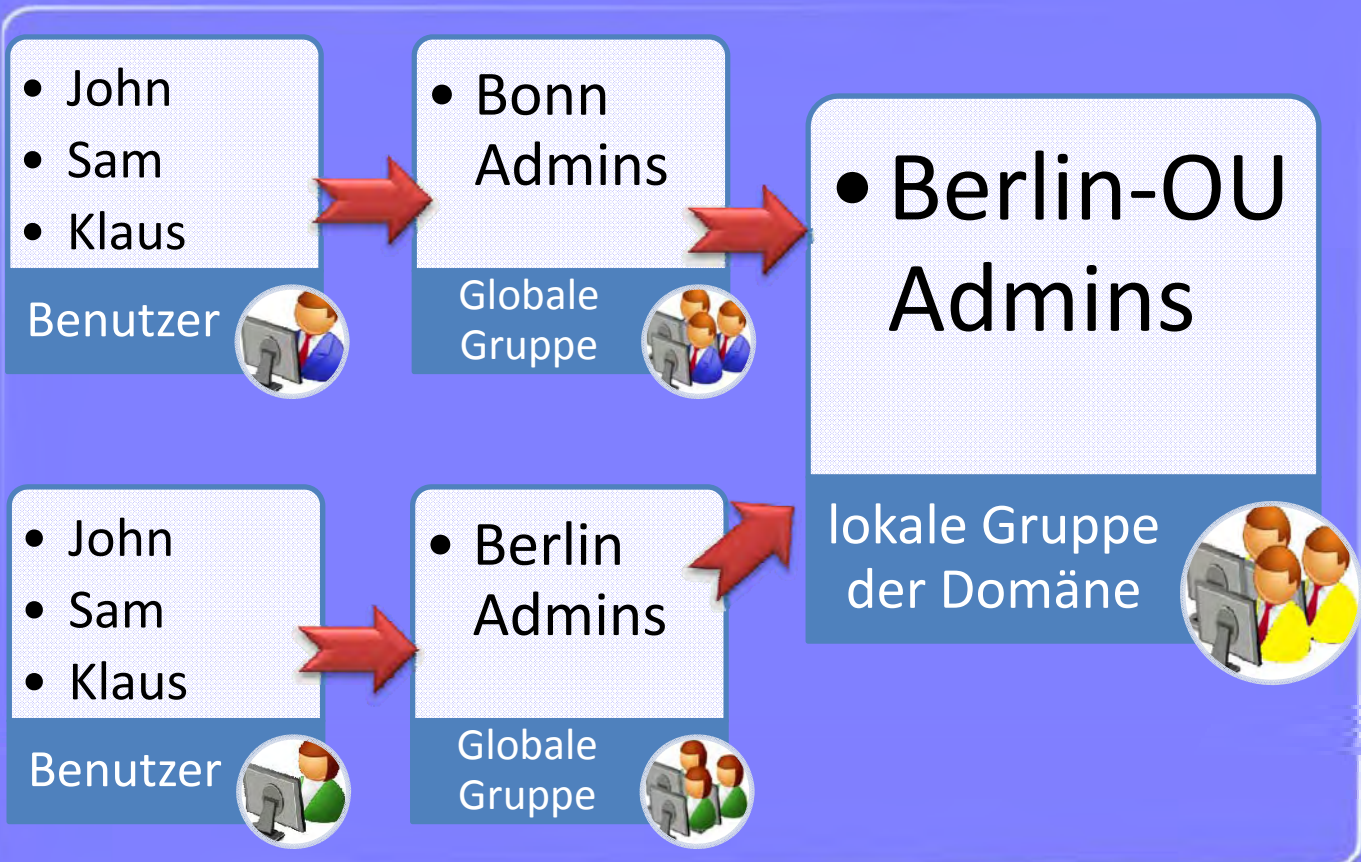 • John
• Sam
• Klaus
Benutzer
• Bonn
Admins
Globale
Gruppe
• Berlin-OU
Admins
lokale Gruppe
der Domäne
• John
• Sam
• Klaus
Benutzer
• Berlin
Admins
Globale
Gruppe